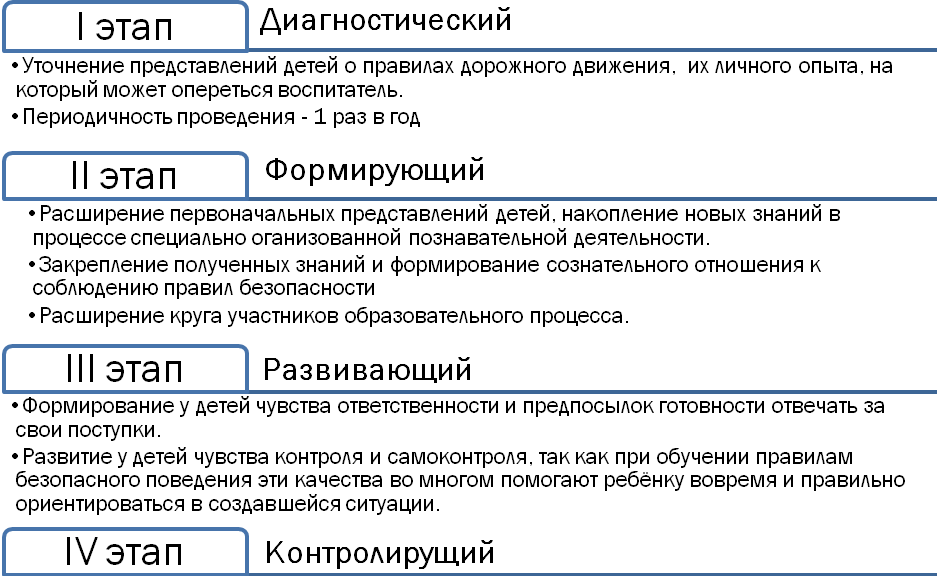 I этап
Диагностический
•Уточнение представлений детей о правилах дорожного движения,  их личного опыта, на
который может опереться воспитатель.
•Периодичность проведения - 1 раз в год
II этап
Формирующий
•Расширение первоначальных представлений детей, накопление новых знаний в
процессе специально оганизованной познавательной деятельности.
•Закрепление полученных знаний и формирование сознательного отношения к
соблюдению правил безопасности
•Расширение круга участников образовательного процесса.
III этап
Развивающий
•Формирование у детей чувства ответственности и предпосылок готовности отвечать за
свои поступки.
•Развитие у детей чувства контроля и самоконтроля, так как при обучении правилам
безопасного поведения эти качества во многом помогают ребёнку вовремя и правильно
ориентироваться в создавшейся ситуации.
IV этап
Контролирущий